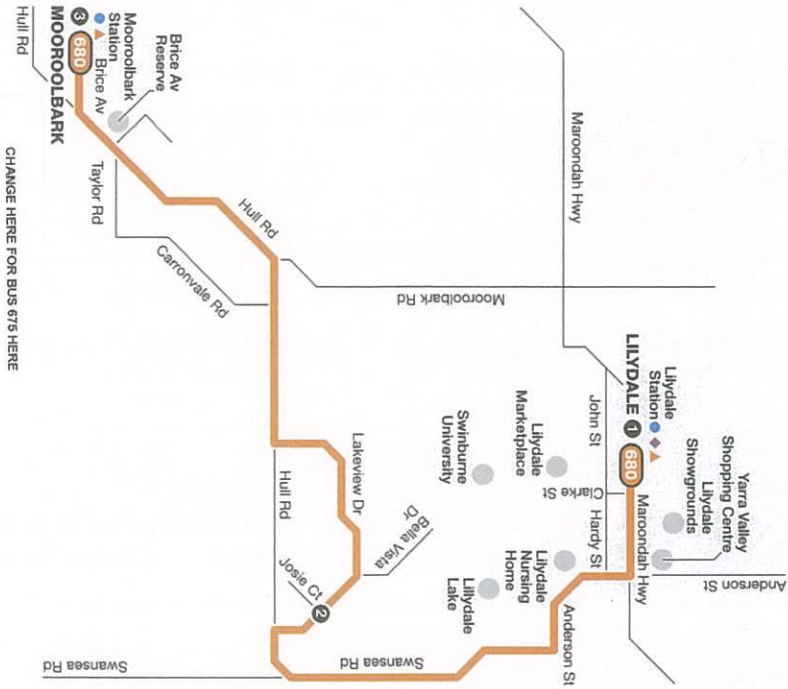 Anderson St
Yarra Valley
Shopping Centre
Lilydale
Showgrounds
Lilydale
Station
Maroondah Hwy
LILYDALE 1 680
John St
Hardy St
Clarke St
Maroondah Hwy
Lilydale
Marketplace
Lilydale
Nursing
Home
Anderson St
Swinburne
University
Lillydale
Lake
Mooroolbark Rd
Swansea Rd
Bella Vista
Dr
Lakeview Dr
Josie Ct
2
Hull Rd
Hull Rd
Carronvale Rd
Swansea Rd
Brice Av
Reserve
Mooroolbark
Station
Taylor Rd
Brice Av
3 680
MOOROOLBARK
Hull Rd
CHANGE HERE FOR BUS 675 HERE